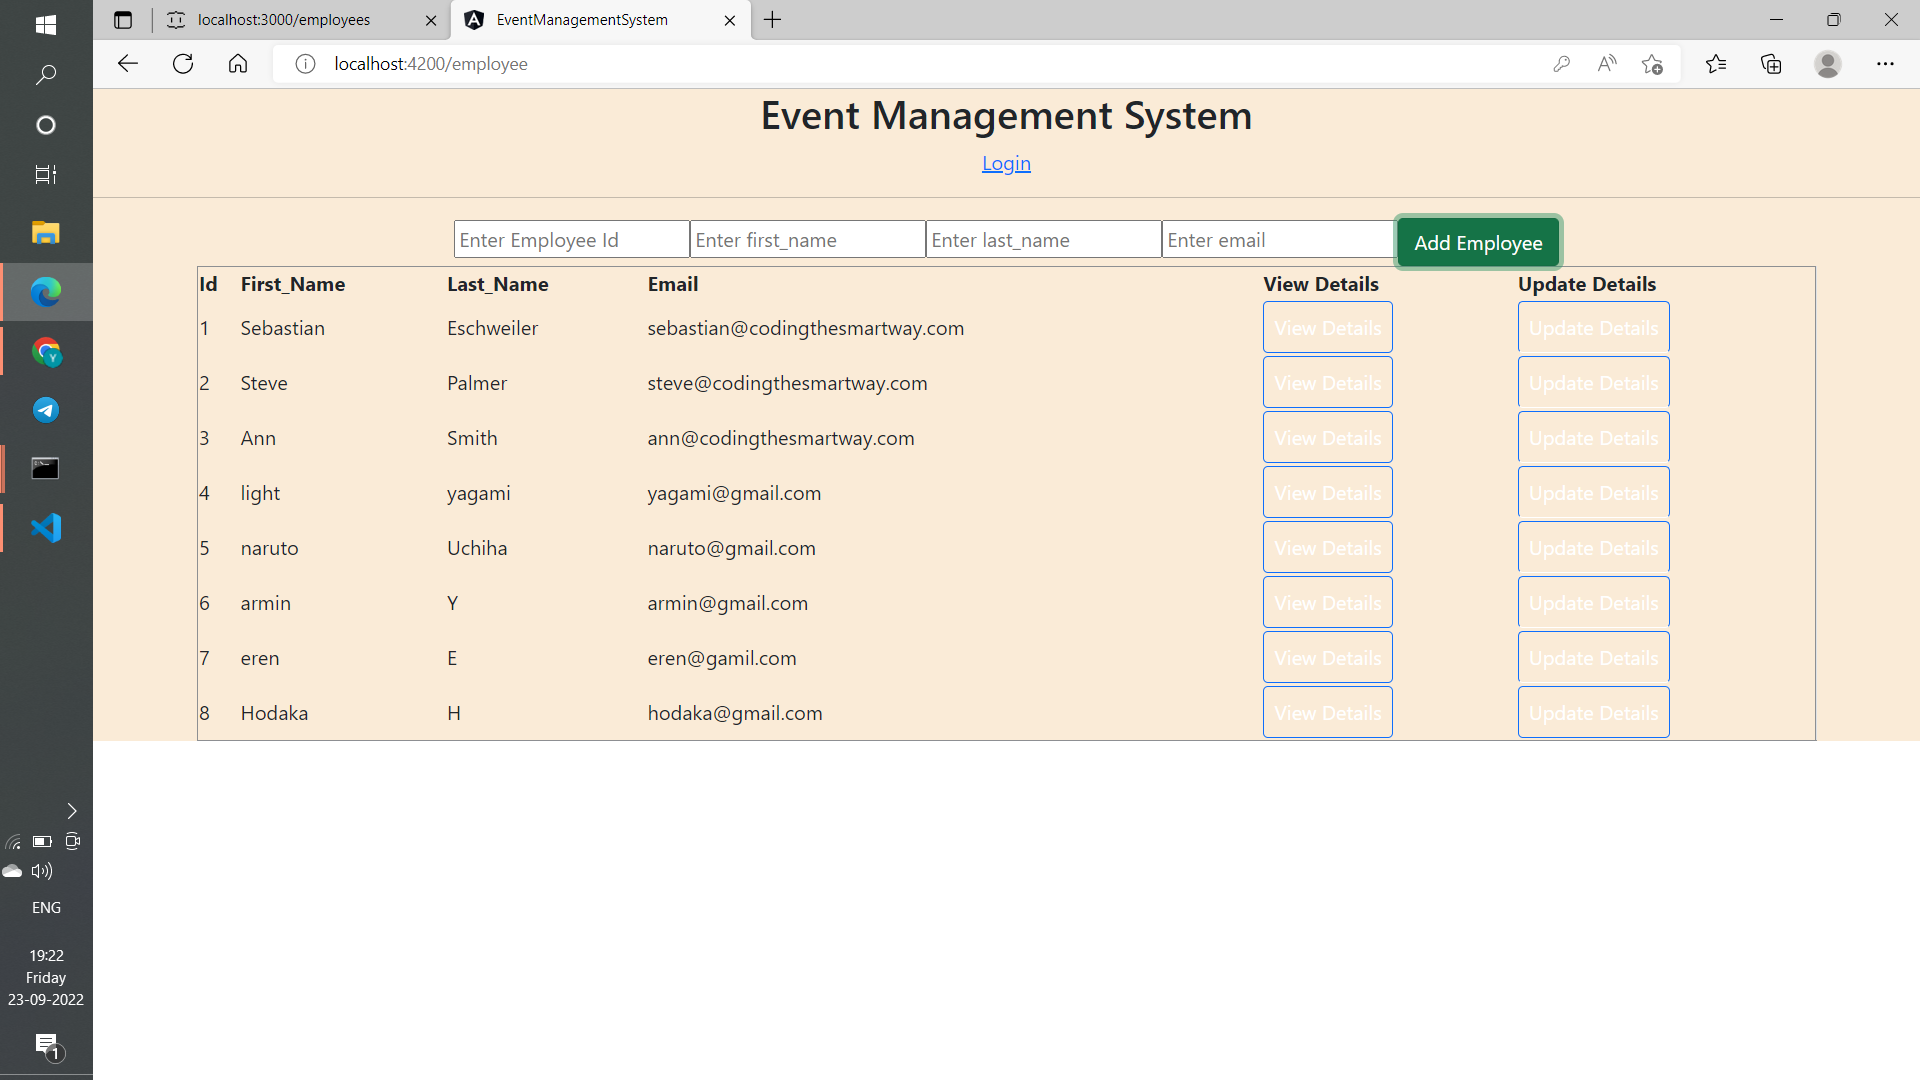 localhost:3000/employees
EventManagementSystem
localhost:4200/employee
Event Management System
Login
Enter Employee Id Enter first_name Enter last_name Enter email Add Employee
Id First_Name Last_Name Email View Details Update Details
1 Sebastian Eschweiler sebastian@codingthesmartway.com View Details Update Details
2 Steve Palmer steve@codingthesmartway.com View Details Update Details
3 Ann Smith ann@codingthesmartway.com View Details Update Details
4 light yagami yagami@gmail.com View Details Update Details
5 naruto Uchiha naruto@gmail.com View Details Update Details
6 armin Y armin@gmail.com View Details Update Details
7 eren E eren@gamil.com View Details Update Details
8 Hodaka H hodaka@gmail.com View Details Update Details
Y
ENG
19:22
Friday
23-09-2022
1